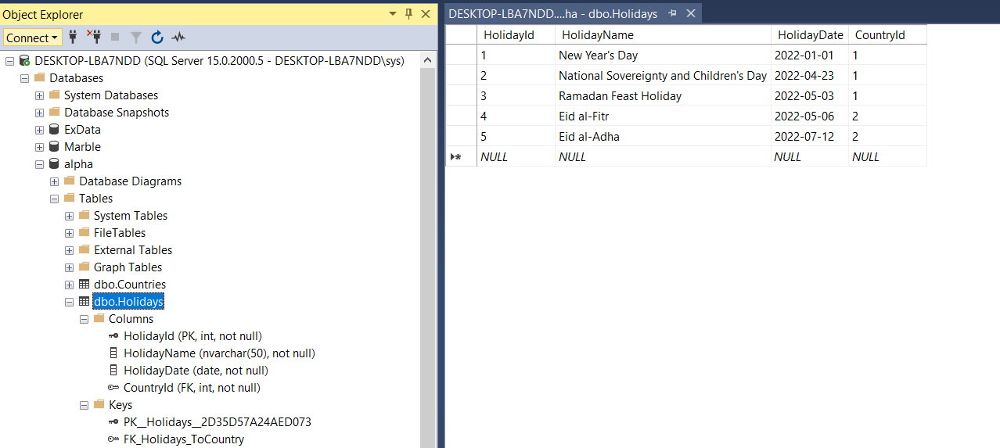 Object Explorer
Connect
DESKTOP-LBA7NDD (SQL Server 15.0.2000.5 - DESKTOP-LBA7NDD\sys)
Databases
System Databases
Database Snapshots
ExData
Marble
alpha
Database Diagrams
Tables
System Tables
FileTables
External Tables
Graph Tables
dbo.Countries
dbo.Holidays
Columns
HolidayId (PK, int, not null)
HolidayName (nvarchar(50), not null)
HolidayDate (date, not null)
CountryId (FK, int, not null)
Keys
PK__Holidays__2D35D57A24AED073
FK_Holidays_ToCountry
DESKTOP-LBA7NDD....ha - dbo.Holidays
HolidayId HolidayName HolidayDate CountryId
1 New Year's Day 2022-01-01 1
2 National Sovereignty and Children's Day 2022-04-23 1
3 Ramadan Feast Holiday 2022-05-03 1
4 Eid al-Fitr 2022-05-06 2
5 Eid al-Adha 2022-07-12 2
NULL NULL NULL NULL